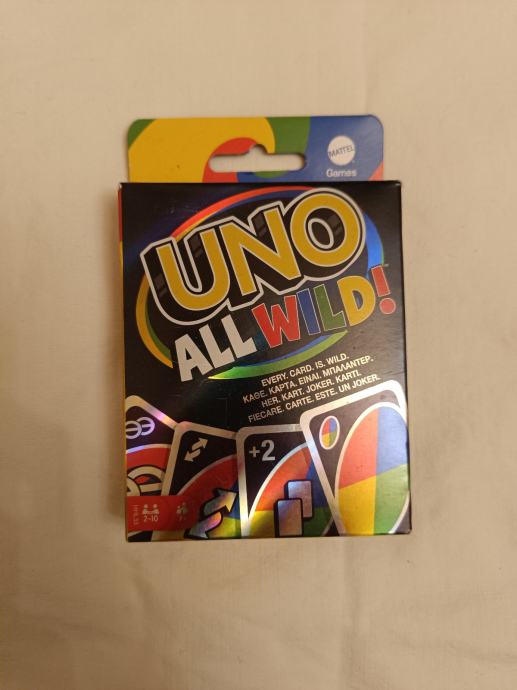 MATTEL
Games
UNO
ALL WILD!
EVERY. CARD. IS. WILD.
ΚΑΘΕ. ΚΑΡΤΑ. ΕΙΝΑΙ. ΜΠΑΛΑΝΤΕΡ.
HER. KART. JOKER. KARTI.
FIECARE. CARTE. ESTE. UN JOKER.
+2
2-10
7+